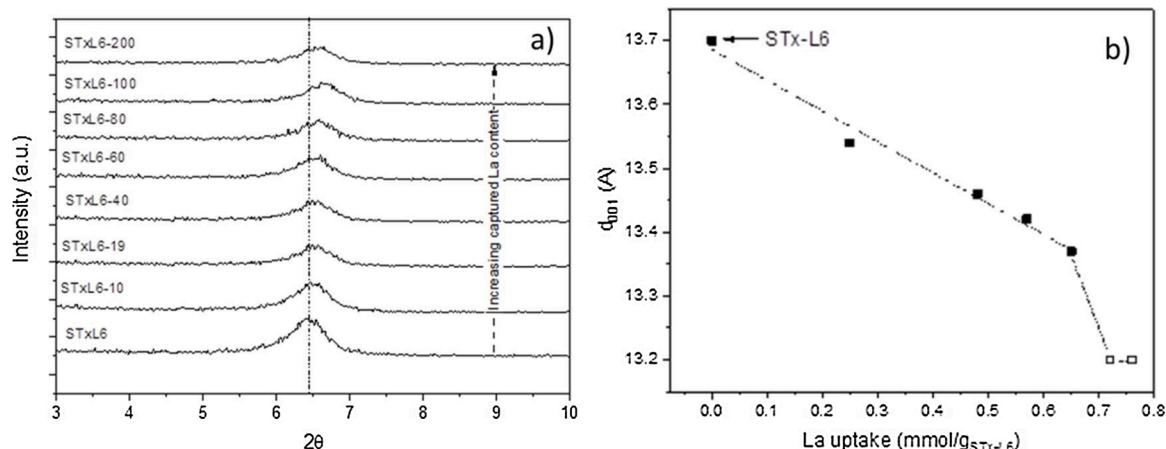 a)
STxL6-200
STxL6-100
STxL6-80
STxL6-60
STxL6-40
STxL6-19
STxL6-10
STxL6
Increasing captured La content
Intensity (a.u.)
3 4 5 6 7 8 9 10
2θ
b)
STx-L6
13.7
13.6
13.5
13.4
13.3
13.2
d001 (A)
0.0 0.1 0.2 0.3 0.4 0.5 0.6 0.7 0.8
La uptake (mmol/gSTx-L6)